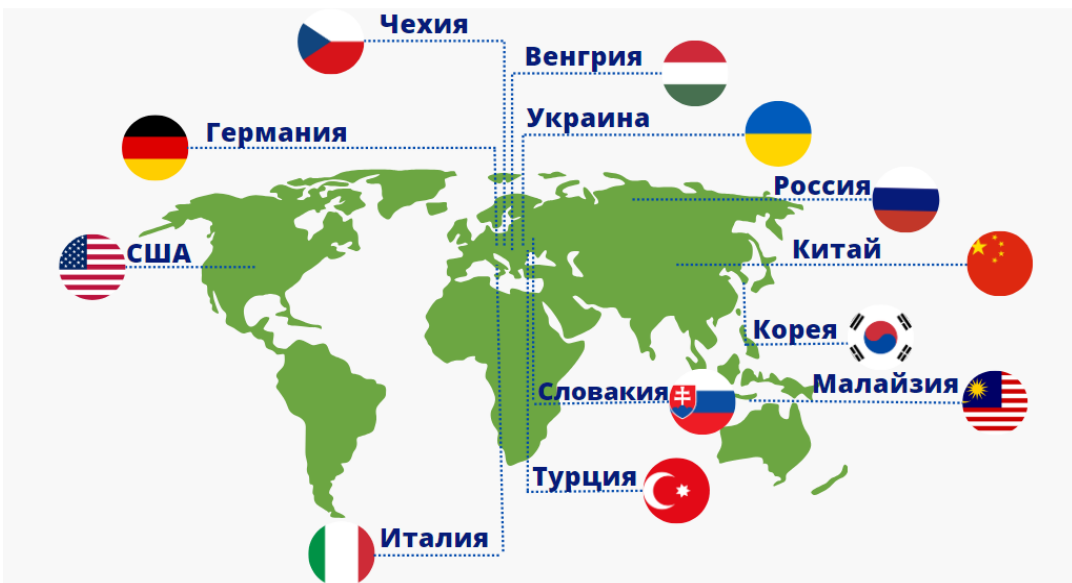 Чехия
Венгрия
Украина
Германия
Россия
США
Китай
Корея
Малайзия
Словакия
Турция
Италия